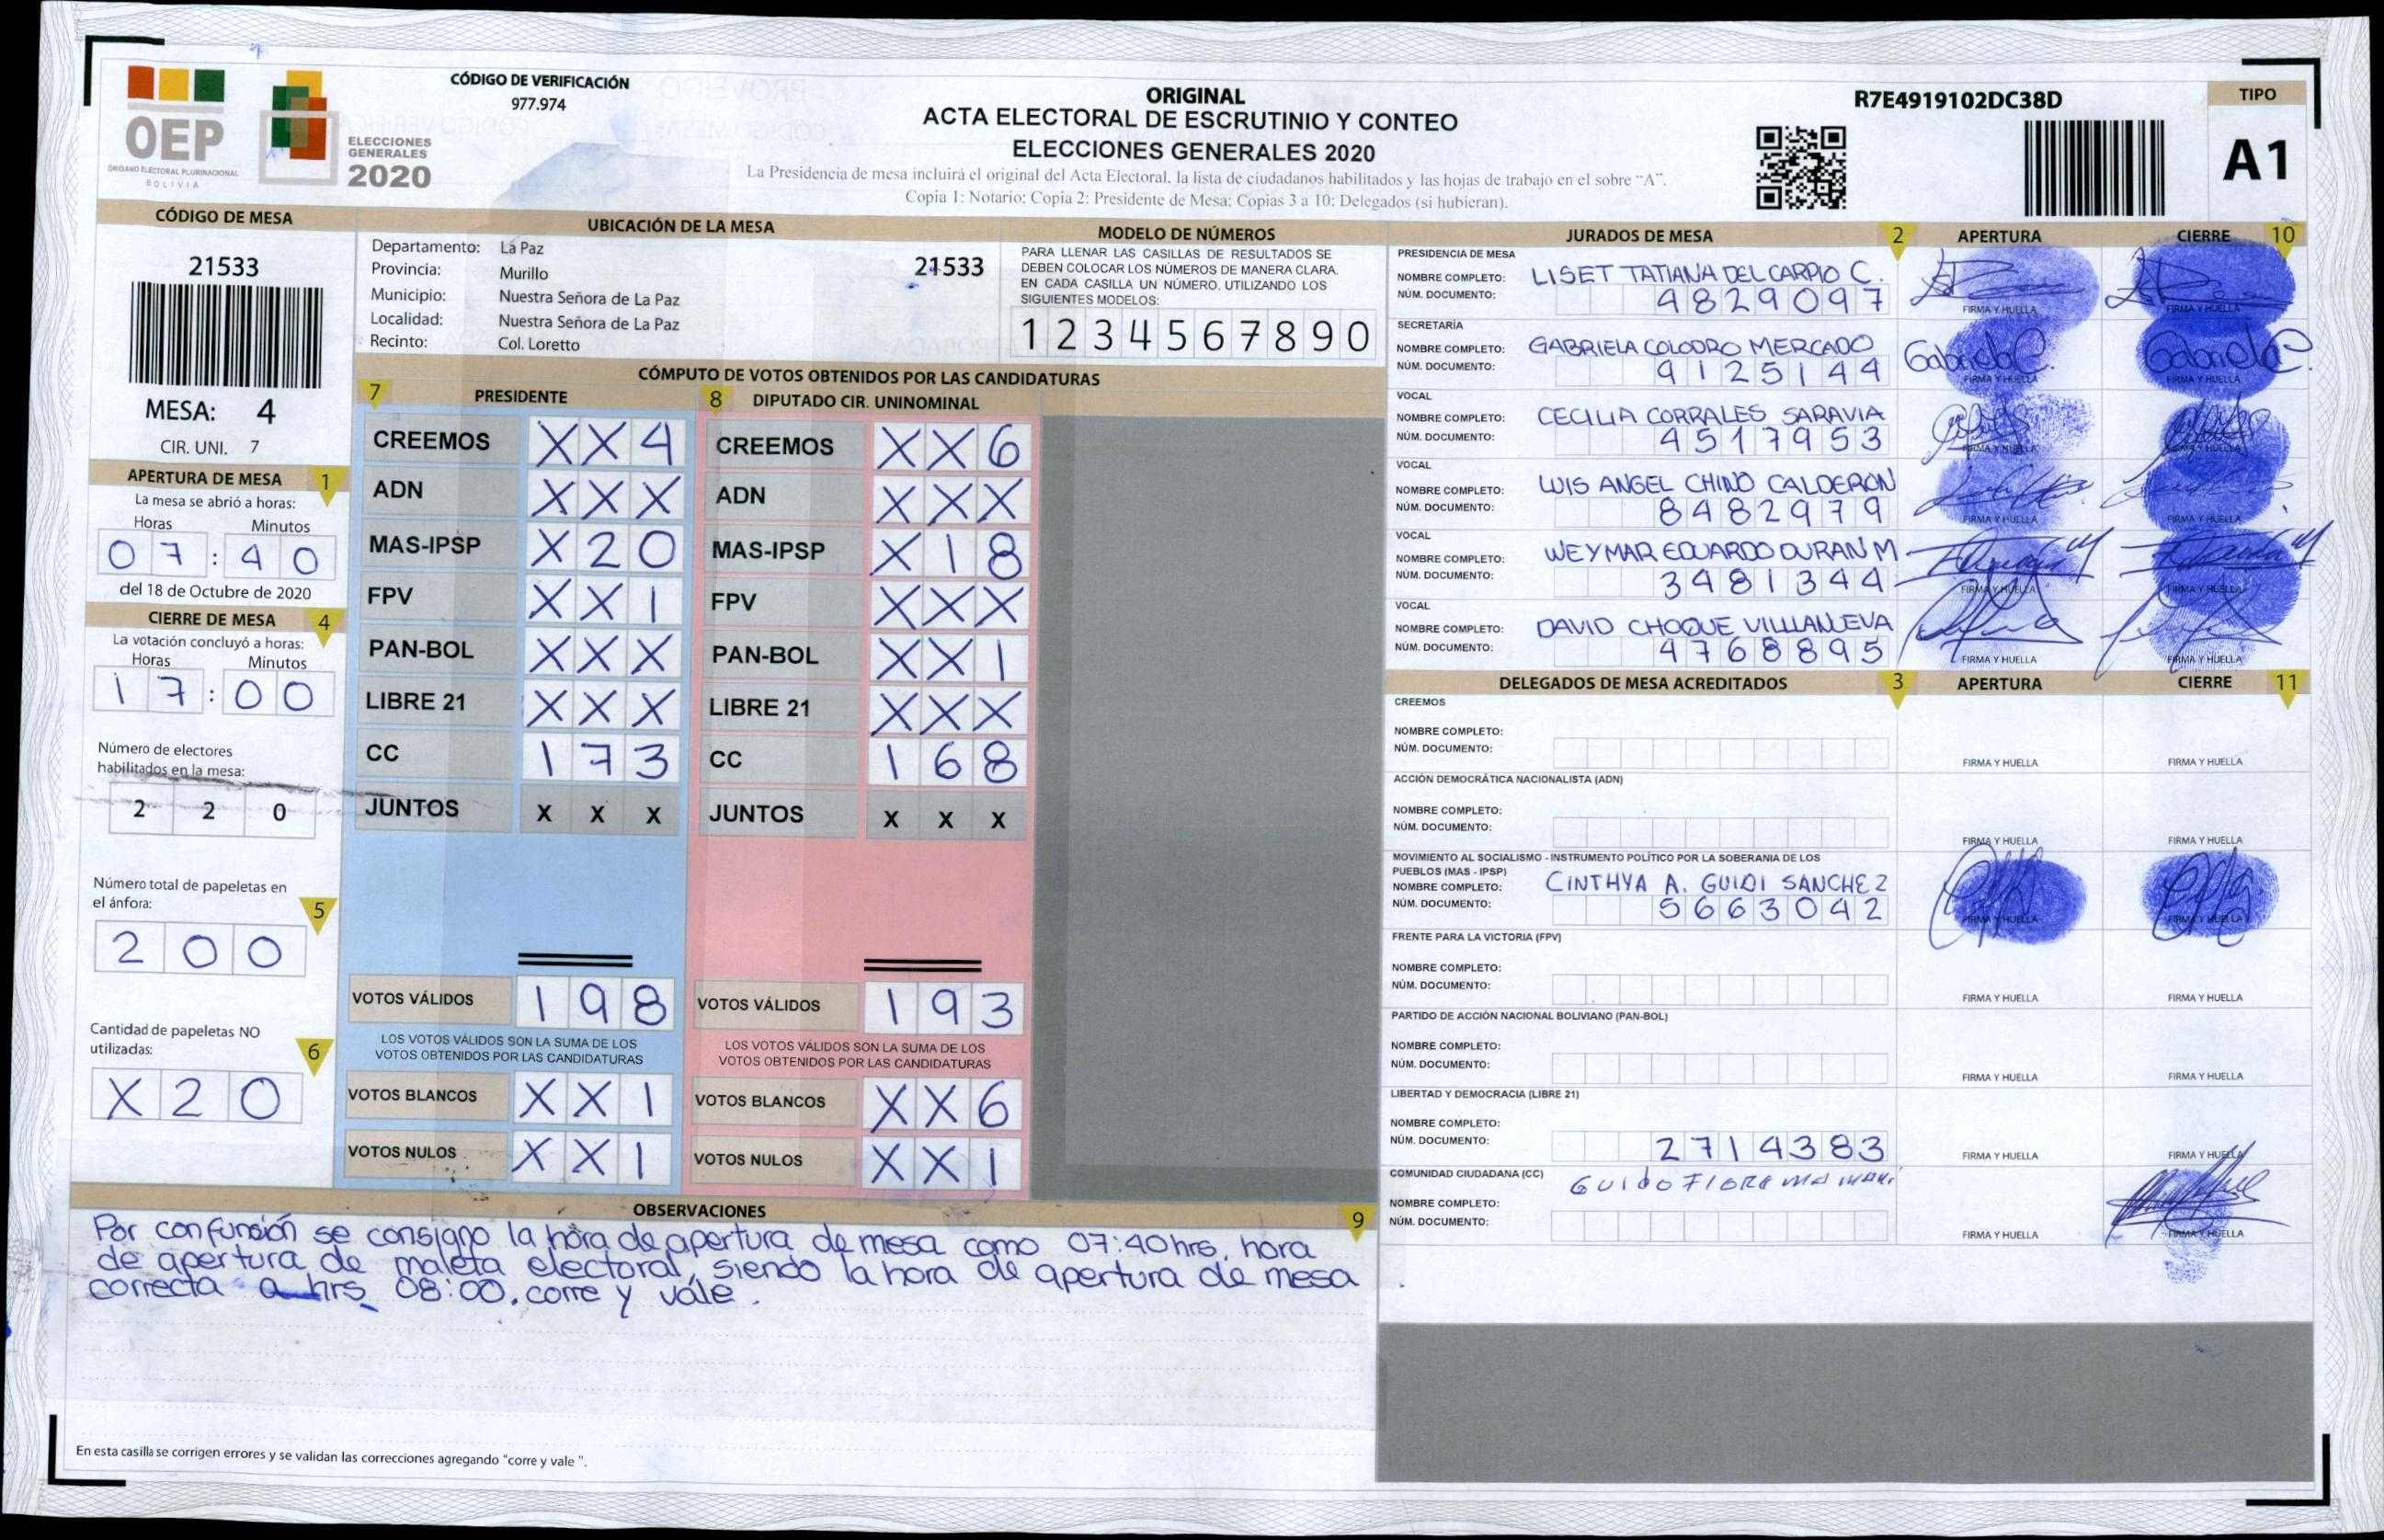 CÓDIGO DE VERIFICACIÓN
977.974
OEP
ÓRGANO ELECTORAL PLURINACIONAL
BOLIVIA
ELECCIONES
GENERALES
2020
ORIGINAL
ACTA ELECTORAL DE ESCRUTINIO Y CONTEO
ELECCIONES GENERALES 2020
La Presidencia de mesa incluirá el original del Acta Electoral, la lista de ciudadanos habilitados y las hojas de trabajo en el sobre "A".
Copia 1: Notario; Copia 2: Presidente de Mesa; Copias 3 a 10: Delegados (si hubieran).
R7E4919102DC38D
TIPO
A1
CÓDIGO DE MESA
21533
MESA: 4
CIR. UNI. 7
APERTURA DE MESA 1
La mesa se abrió a horas:
Horas Minutos
07:40
del 18 de Octubre de 2020
CIERRE DE MESA 4
La votación concluyó a horas:
Horas Minutos
17:00
Número de electores
habilitados en la mesa:
2 2 0
Número total de papeletas en
el ánfora: 5
2 0 0
Cantidad de papeletas NO
utilizadas: 6
X 2 0
UBICACIÓN DE LA MESA
Departamento: La Paz
Provincia: Murillo
Municipio: Nuestra Señora de La Paz
Localidad: Nuestra Señora de La Paz
Recinto: Col. Loretto
21533
MODELO DE NÚMEROS
PARA LLENAR LAS CASILLAS DE RESULTADOS SE
DEBEN COLOCAR LOS NÚMEROS DE MANERA CLARA.
EN CADA CASILLA UN NÚMERO, UTILIZANDO LOS
SIGUIENTES MODELOS:
1 2 3 4 5 6 7 8 9 0
CÓMPUTO DE VOTOS OBTENIDOS POR LAS CANDIDATURAS
7 PRESIDENTE
CREEMOS X X 4
ADN X X X
MAS-IPSP X 2 0
FPV X X 1
PAN-BOL X X X
LIBRE 21 X X X
CC 1 7 3
JUNTOS X X X
VOTOS VÁLIDOS 1 9 8
LOS VOTOS VÁLIDOS SON LA SUMA DE LOS
VOTOS OBTENIDOS POR LAS CANDIDATURAS
VOTOS BLANCOS X X 1
VOTOS NULOS X X 1
8 DIPUTADO CIR. UNINOMINAL
CREEMOS X X 6
ADN X X X
MAS-IPSP X 1 8
FPV X X X
PAN-BOL X X 1
LIBRE 21 X X X
CC 1 6 8
JUNTOS X X X
VOTOS VÁLIDOS 1 9 3
LOS VOTOS VÁLIDOS SON LA SUMA DE LOS
VOTOS OBTENIDOS POR LAS CANDIDATURAS
VOTOS BLANCOS X X 6
VOTOS NULOS X X 1
OBSERVACIONES 9
Por confunsión se consigno la hora de apertura de mesa como 07:40 hrs, hora
de apertura de maleta electoral, siendo la hora de apertura de mesa
correcta a hrs 08:00. corre y vale.
En esta casilla se corrigen errores y se validan las correcciones agregando "corre y vale ".
JURADOS DE MESA 2 APERTURA CIERRE 10
PRESIDENCIA DE MESA
NOMBRE COMPLETO: LISET TATIANA DEL CARPIO C.
NÚM. DOCUMENTO: 4829097
FIRMA Y HUELLA FIRMA Y HUELLA
SECRETARÍA
NOMBRE COMPLETO: GABRIELA COLODRO MERCADO
NÚM. DOCUMENTO: 9125144
GabrielaC. GabrielaC.
FIRMA Y HUELLA FIRMA Y HUELLA
VOCAL
NOMBRE COMPLETO: CECILIA CORRALES SARAVIA
NÚM. DOCUMENTO: 4517953
FIRMA Y HUELLA FIRMA Y HUELLA
VOCAL
NOMBRE COMPLETO: LUIS ANGEL CHINO CALDERON
NÚM. DOCUMENTO: 8482979
FIRMA Y HUELLA FIRMA Y HUELLA
VOCAL
NOMBRE COMPLETO: WEYMAR EDUARDO DURAN M
NÚM. DOCUMENTO: 3481344
FIRMA Y HUELLA FIRMA Y HUELLA
VOCAL
NOMBRE COMPLETO: DAVID CHOQUE VILLLANUEVA
NÚM. DOCUMENTO: 4768895
FIRMA Y HUELLA FIRMA Y HUELLA
DELEGADOS DE MESA ACREDITADOS 3 APERTURA CIERRE 11
CREEMOS
NOMBRE COMPLETO:
NÚM. DOCUMENTO:
FIRMA Y HUELLA FIRMA Y HUELLA
ACCIÓN DEMOCRÁTICA NACIONALISTA (ADN)
NOMBRE COMPLETO:
NÚM. DOCUMENTO:
FIRMA Y HUELLA FIRMA Y HUELLA
MOVIMIENTO AL SOCIALISMO - INSTRUMENTO POLÍTICO POR LA SOBERANIA DE LOS
PUEBLOS (MAS - IPSP)
NOMBRE COMPLETO: CINTHYA A. GUIDI SANCHEZ
NÚM. DOCUMENTO: 5663042
FIRMA Y HUELLA FIRMA Y HUELLA
FRENTE PARA LA VICTORIA (FPV)
NOMBRE COMPLETO:
NÚM. DOCUMENTO:
FIRMA Y HUELLA FIRMA Y HUELLA
PARTIDO DE ACCIÓN NACIONAL BOLIVIANO (PAN-BOL)
NOMBRE COMPLETO:
NÚM. DOCUMENTO:
FIRMA Y HUELLA FIRMA Y HUELLA
LIBERTAD Y DEMOCRACIA (LIBRE 21)
NOMBRE COMPLETO:
NÚM. DOCUMENTO: 2714383
FIRMA Y HUELLA FIRMA Y HUELLA
COMUNIDAD CIUDADANA (CC) GUIDO
NOMBRE COMPLETO:
NÚM. DOCUMENTO:
FIRMA Y HUELLA FIRMA Y HUELLA